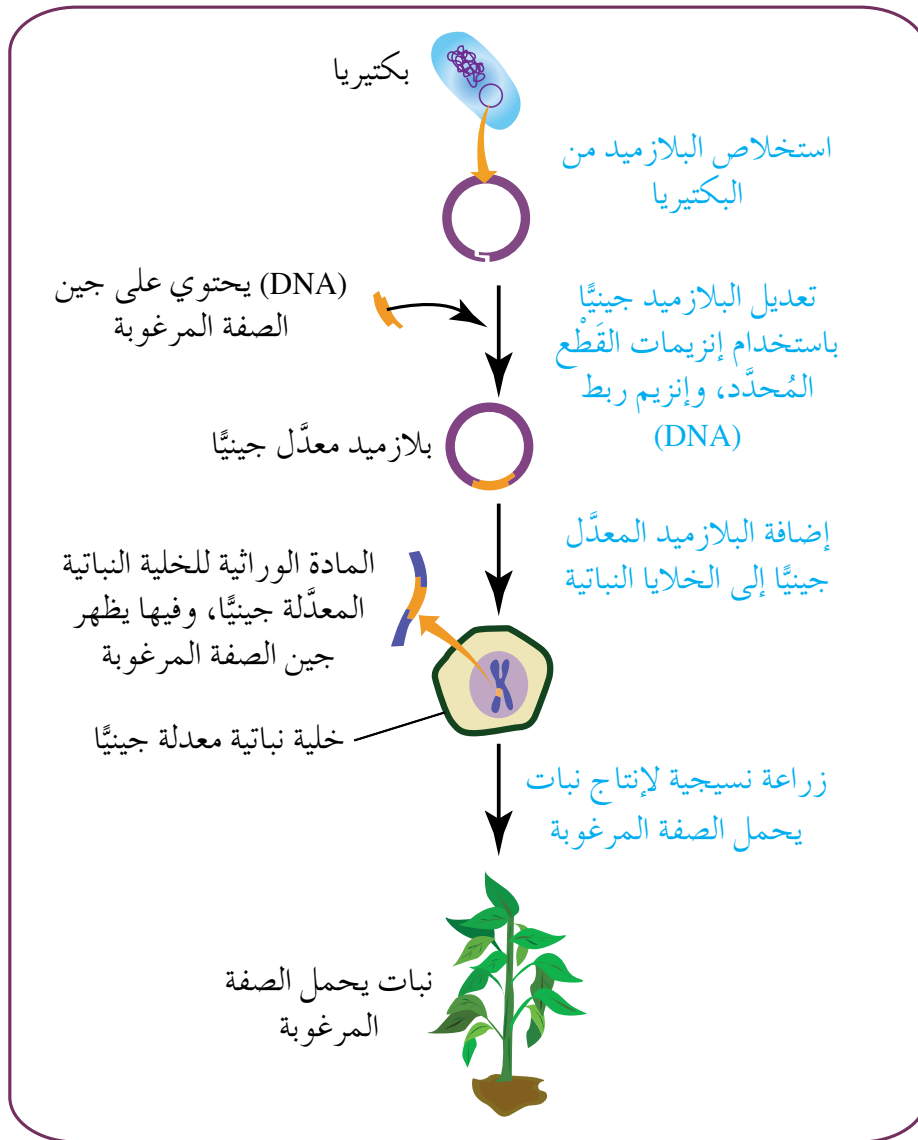 بكتيريا
استخلاص البلازميد من
البكتيريا
(DNA) يحتوي على جين
الصفة المرغوبة
تعديل البلازميد جينيًّا
باستخدام إنزيمات القَطْع
المُحدَّد، وإنزيم ربط
(DNA)
بلازميد معدَّل جينيًّا
إضافة البلازميد المعدَّل
جينيًّا إلى الخلايا النباتية
المادة الوراثية للخلية النباتية
المعدَّلة جينيًّا، وفيها يظهر
جين الصفة المرغوبة
خلية نباتية معدلة جينيًّا
زراعة نسيجية لإنتاج نبات
يحمل الصفة المرغوبة
نبات يحمل الصفة
المرغوبة